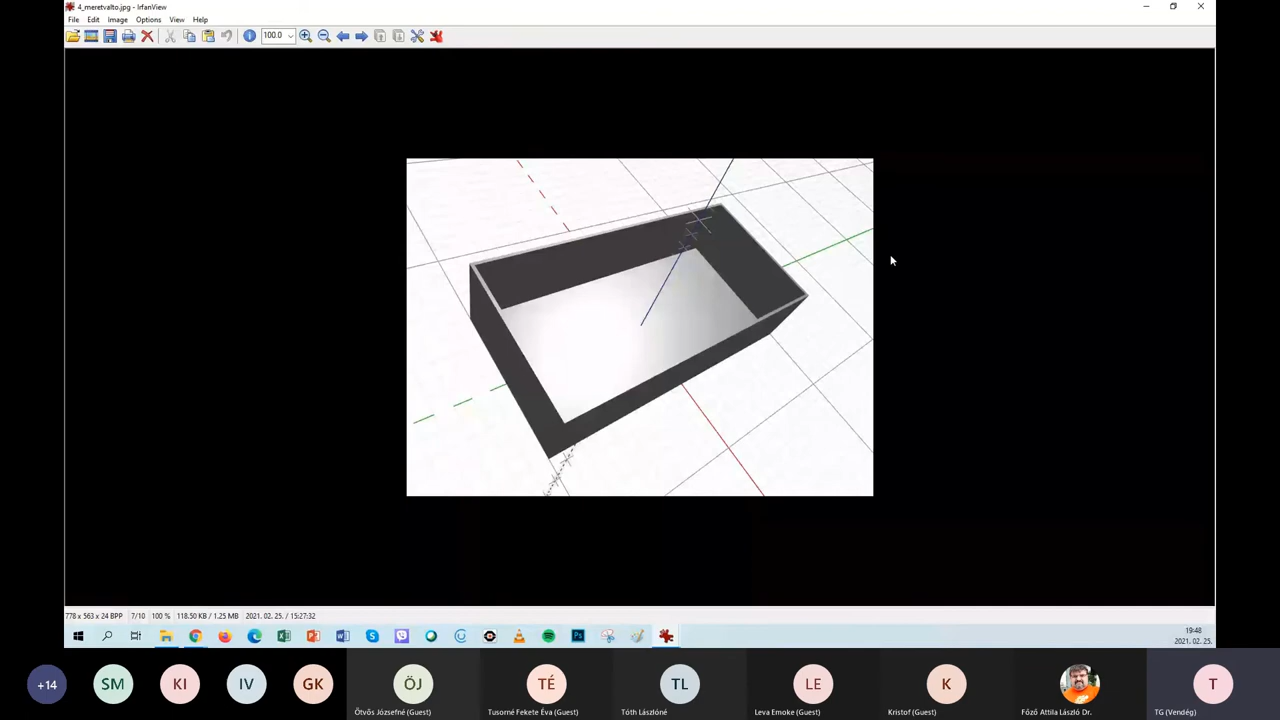 4_meretvalto.jpg - IrfanView
File Edit Image Options View Help
100.0
778 x 563 x 24 BPP 7/10 100 % 118.50 KB / 1.25 MB 2021. 02. 25. / 15:27:32
19:48
2021. 02. 25.
+14 SM KI IV GK ÖJ TÉ TL LE K T
Ötvös Józsefné (Guest) Tusorné Fekete Éva (Guest) Tóth Lászlóné Leva Emoke (Guest) Kristof (Guest) Főző Attila László Dr. TG (Vendég)